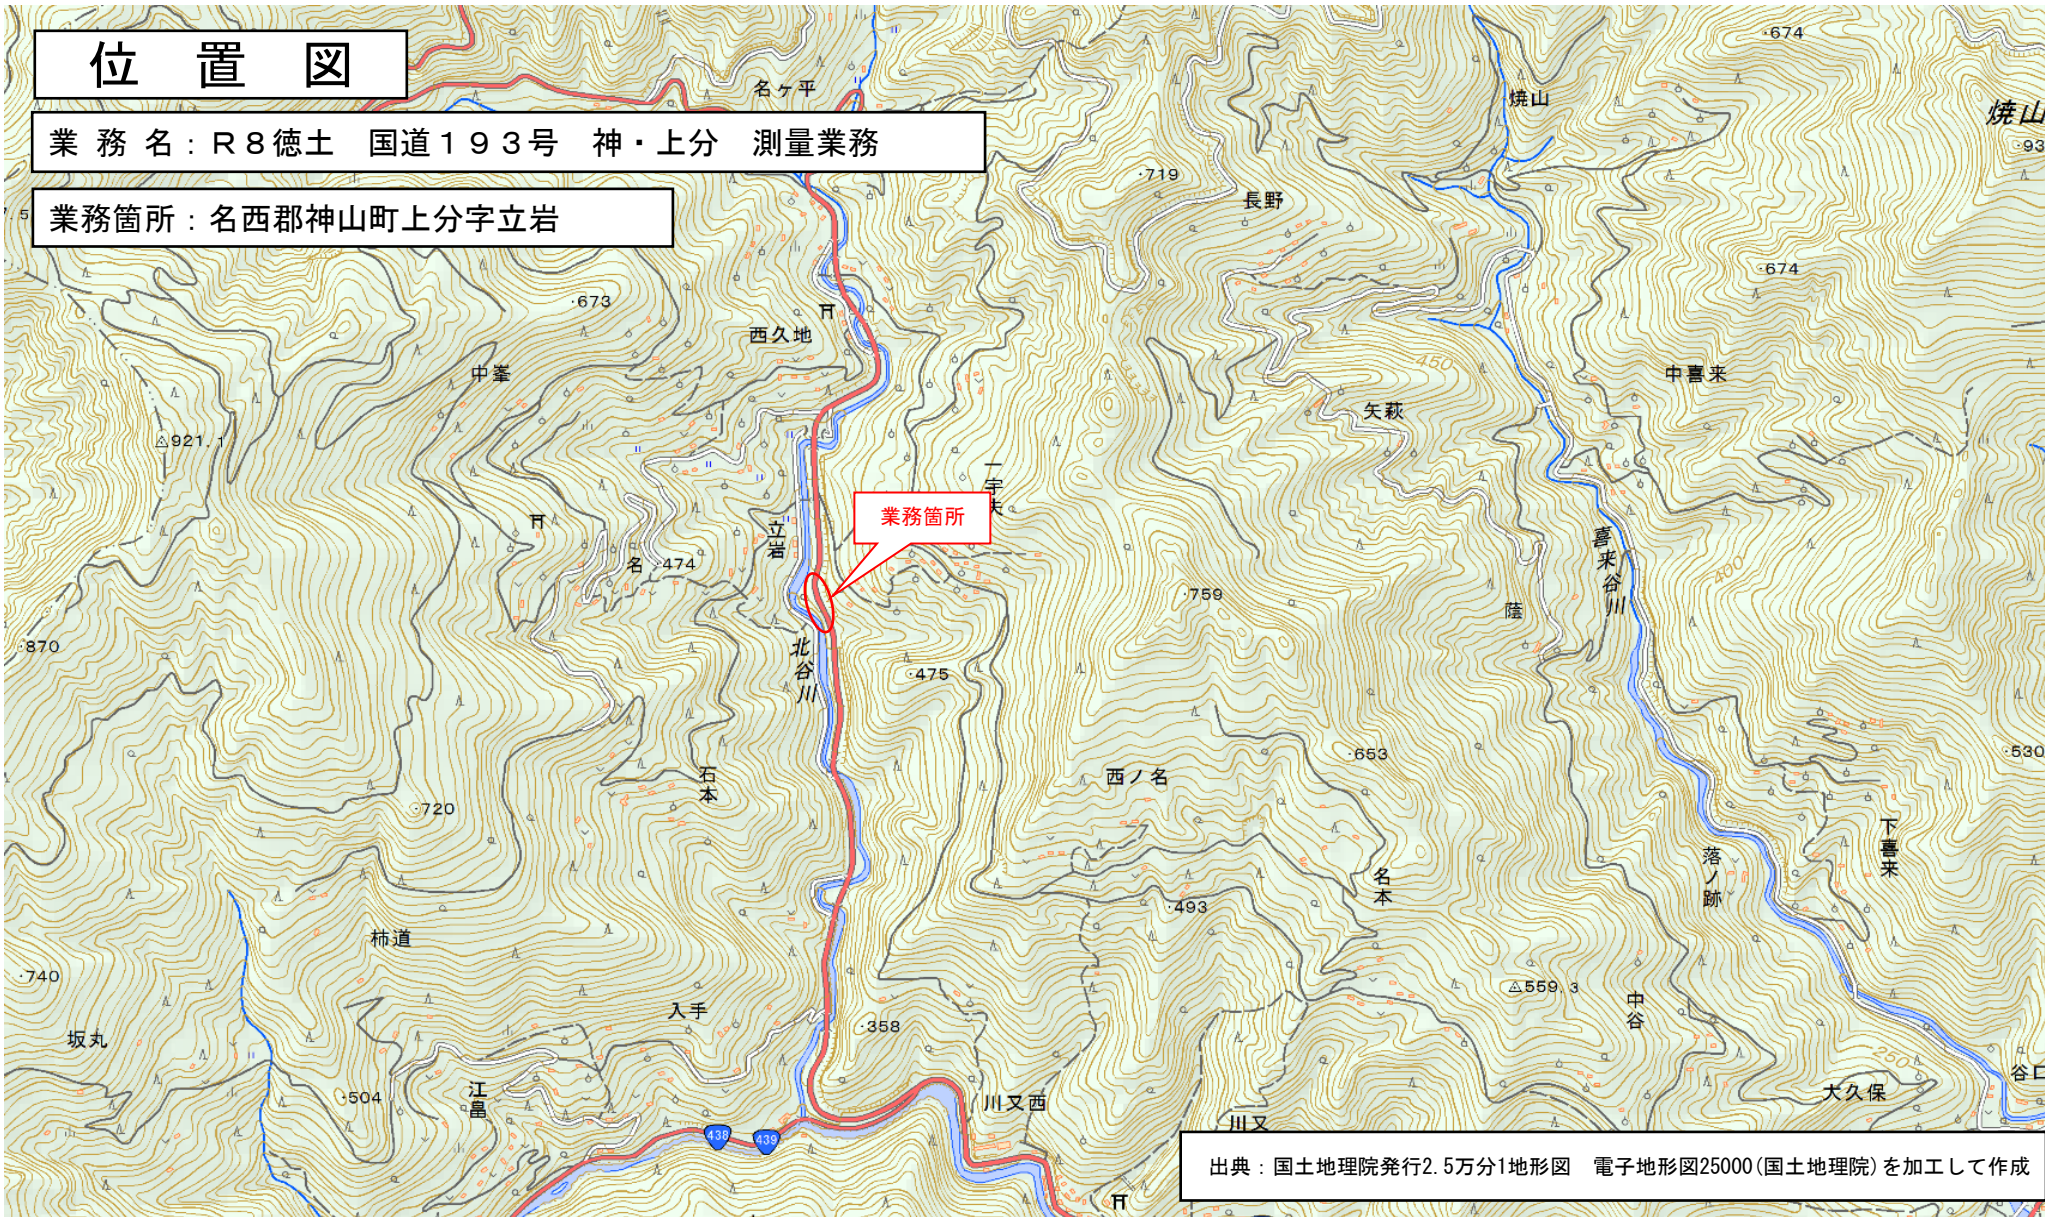 位置図
業務名：Ｒ８徳土　国道１９３号　神・上分　測量業務
業務箇所：名西郡神山町上分字立岩
名ヶ平
焼山
焼山
・674
・93
・719
長野
・674
・673
西久地
中峯
450
中喜来
矢萩
△921.1
一宇夫
業務箇所
立岩
喜来谷川
名
・474
400
・759
蔭
・870
北谷川
・475
・653
・530
西ノ名
石本
・720
下喜来
落ノ跡
名本
・493
柿道
・740
△559.3
中谷
入手
・358
坂丸
250
谷口
大久保
・504
江畠
川又西
川又
438
439
出典：国土地理院発行2.5万分1地形図　電子地形図25000(国土地理院)を加工して作成